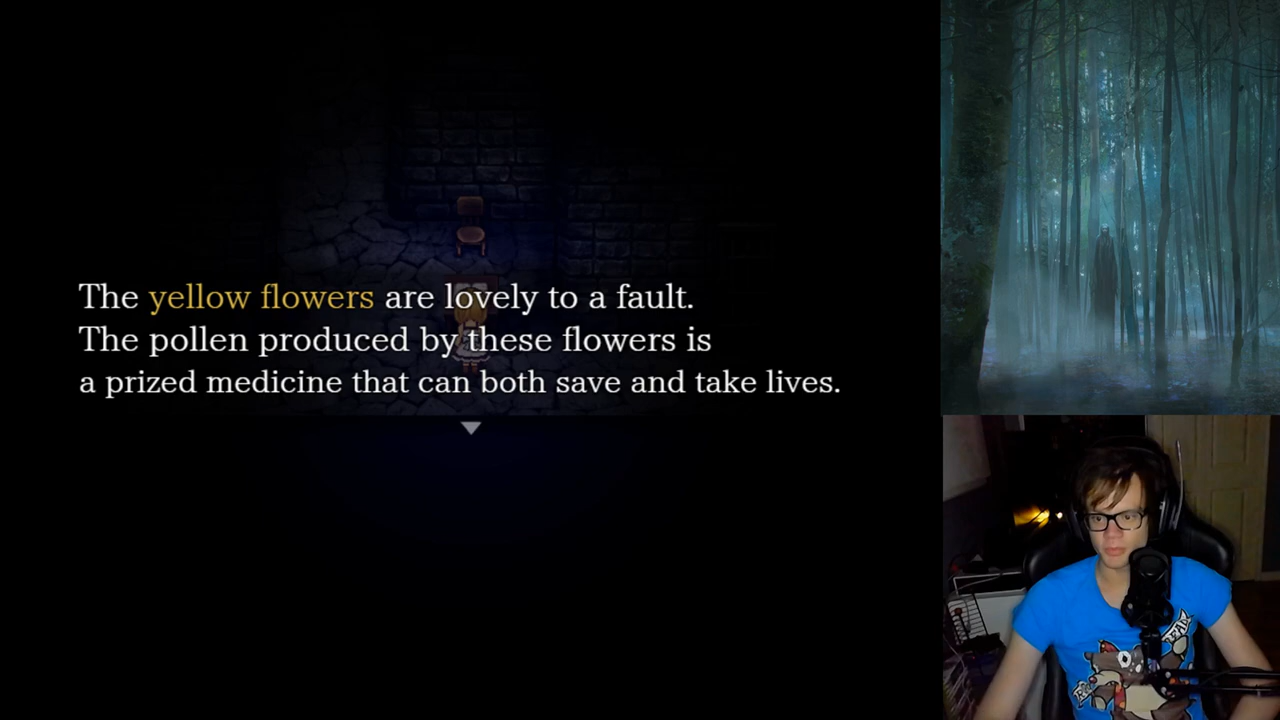 The yellow flowers are lovely to a fault.
The pollen produced by these flowers is
a prized medicine that can both save and take lives.